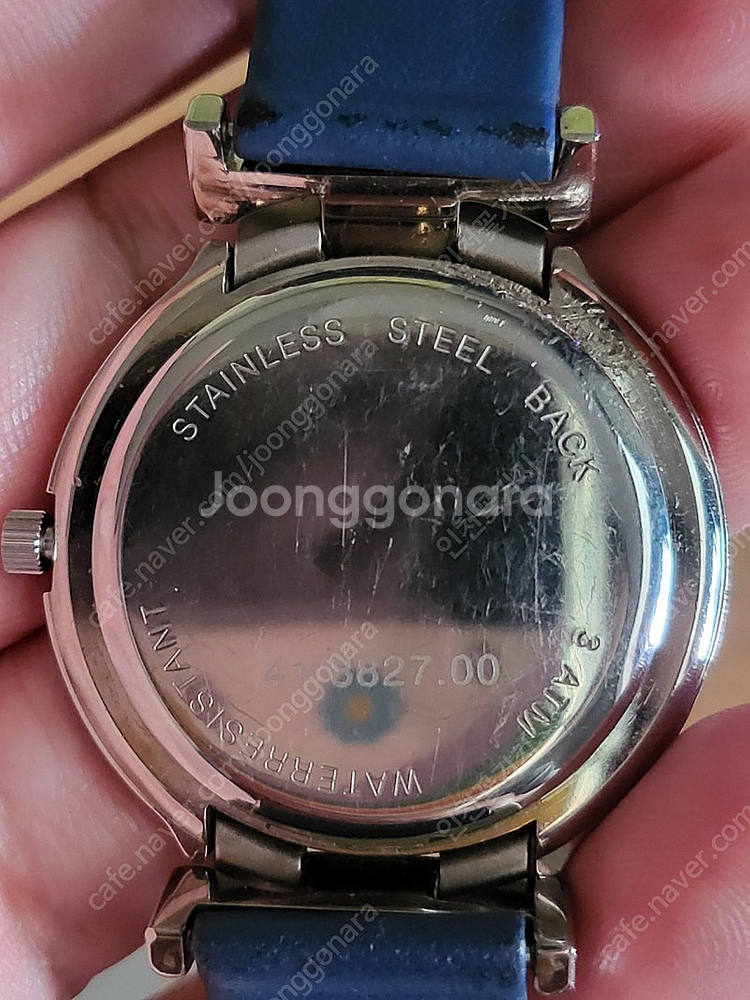 STAINLESS STEEL BACK
3 ATM
WATERRESISTANT
Joonggonara
cafe.naver.com/joonggonara